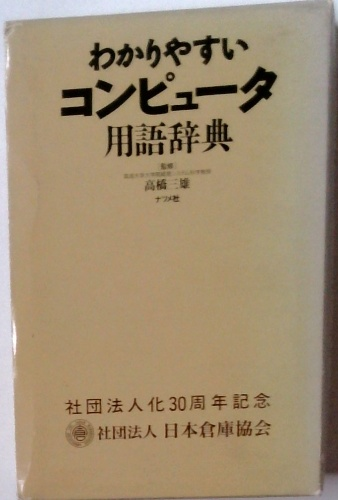 わかりやすい
コンピュータ
用語辞典
監修
高橋三雄
ナツメ社
社団法人化30周年記念
社団法人 日本倉庫協会